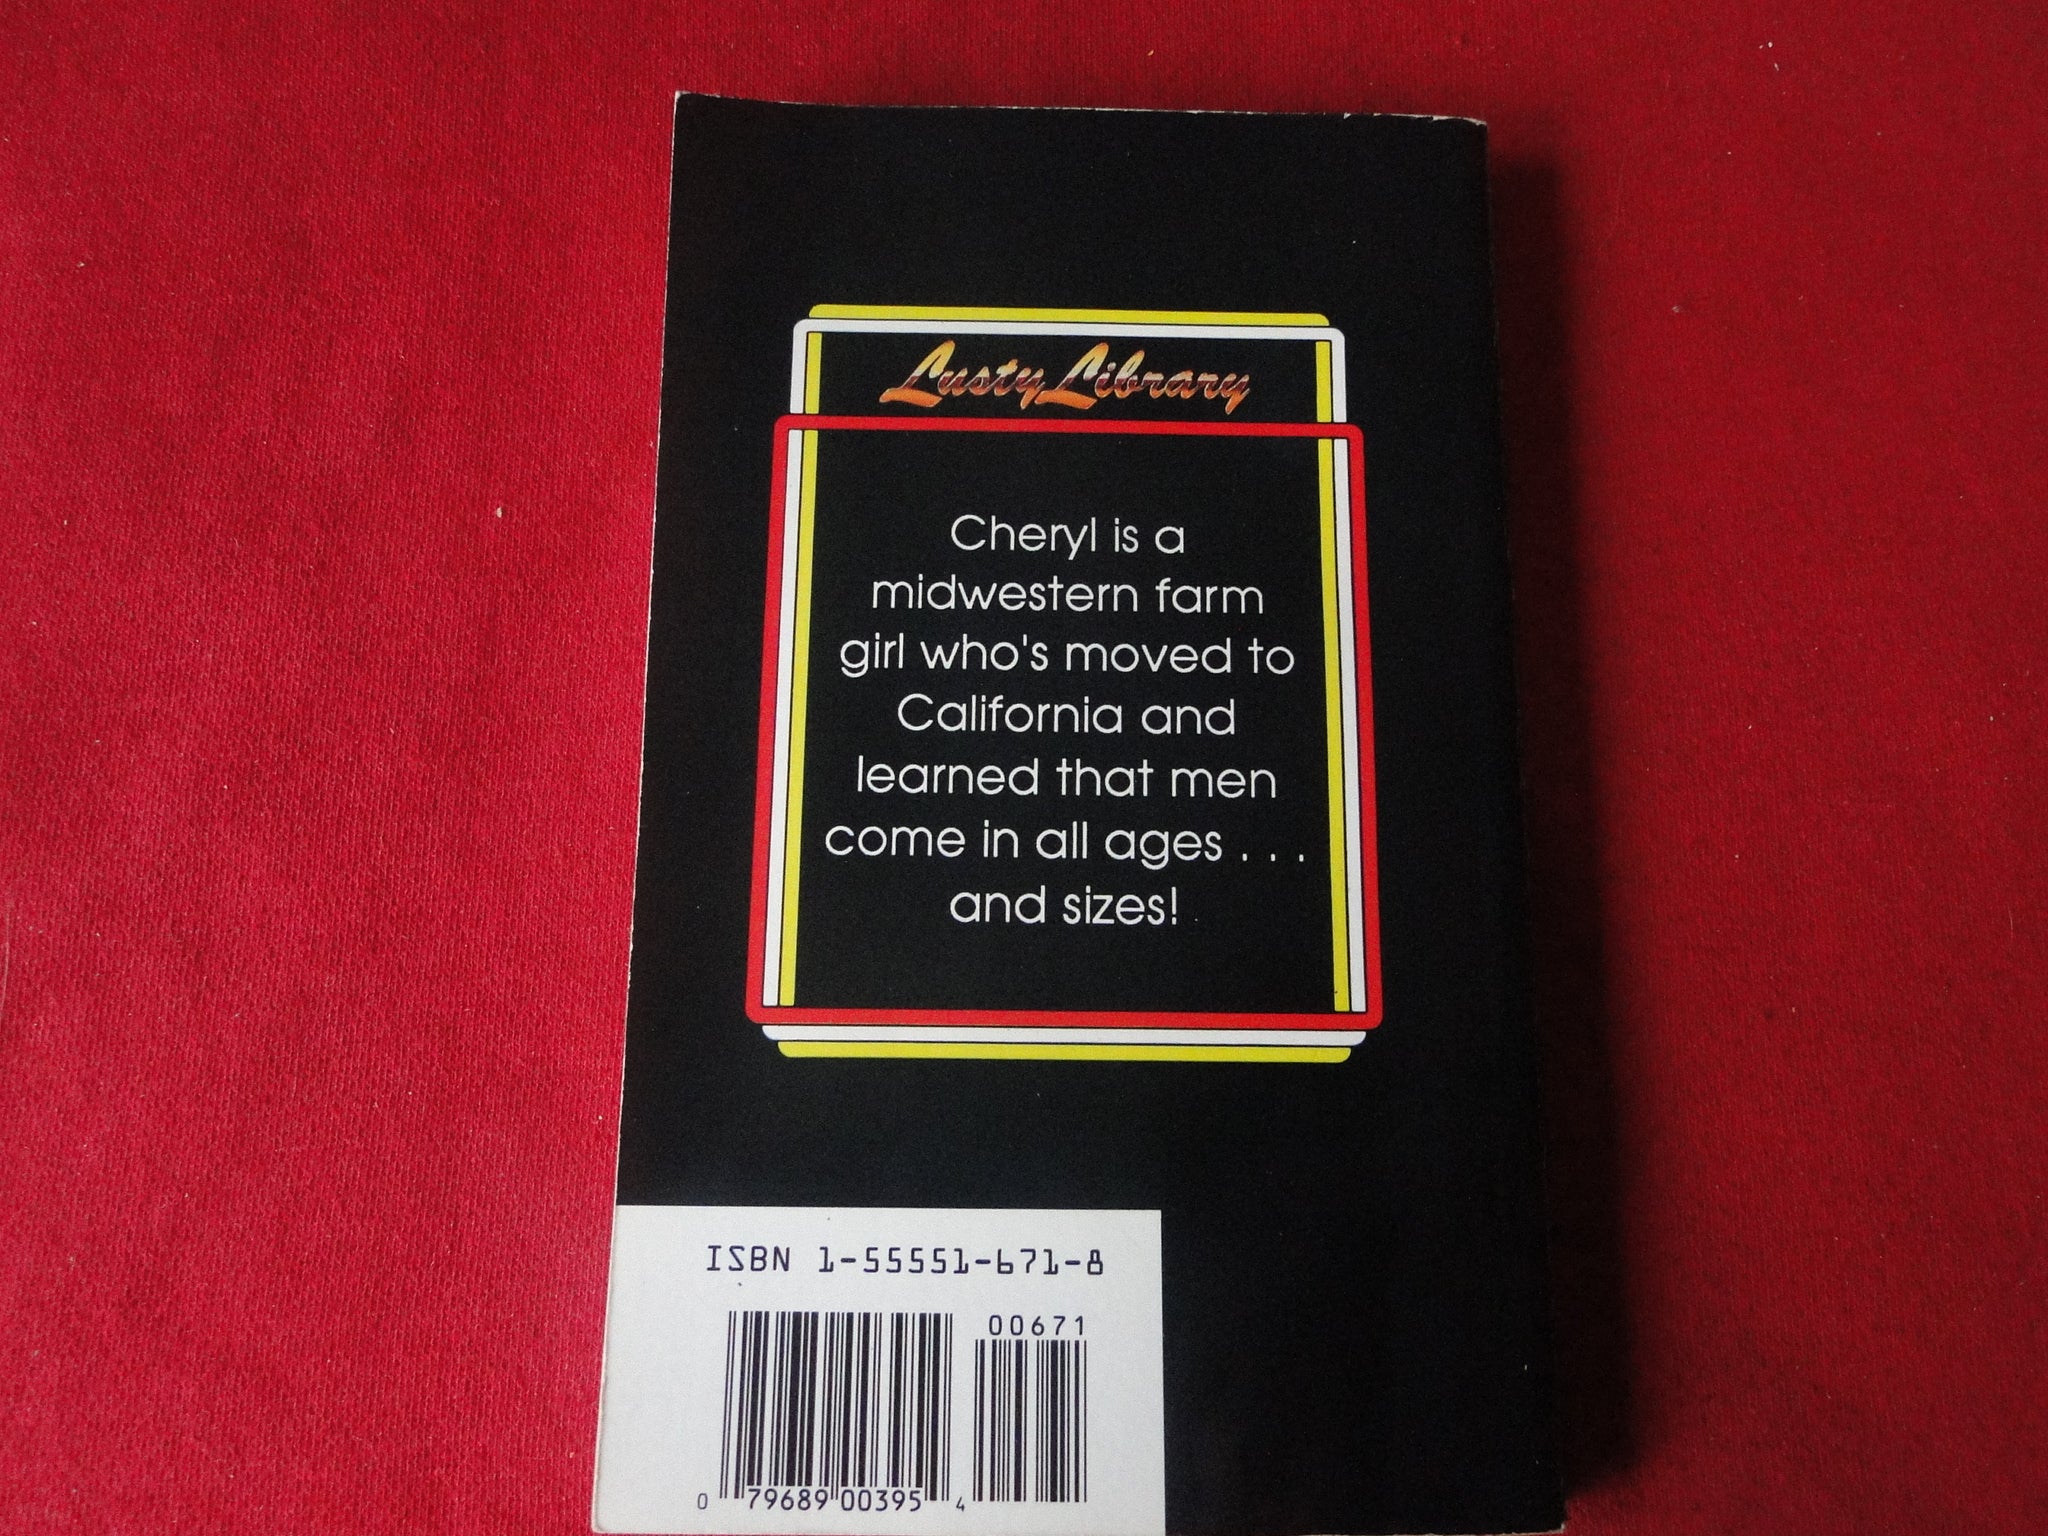 Lusty Library
Cheryl is a
midwestern farm
girl who's moved to
California and
learned that men
come in all ages . . .
and sizes!
ISBN 1-55551-671-8
00671
0 79689 00395 4